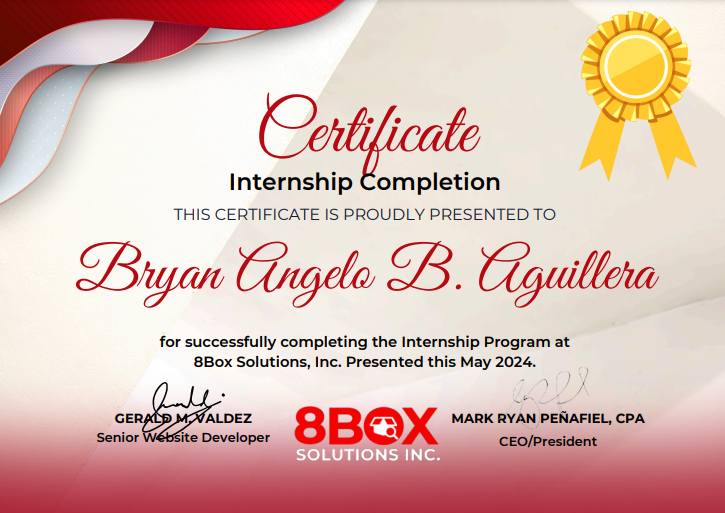 Certificate
Internship Completion
THIS CERTIFICATE IS PROUDLY PRESENTED TO
Bryan Angelo B. Aguillera
for successfully completing the Internship Program at
8Box Solutions, Inc. Presented this May 2024.
GERALD M. VALDEZ
Senior Website Developer
8BOX
SOLUTIONS INC.
MARK RYAN PEÑAFIEL, CPA
CEO/President